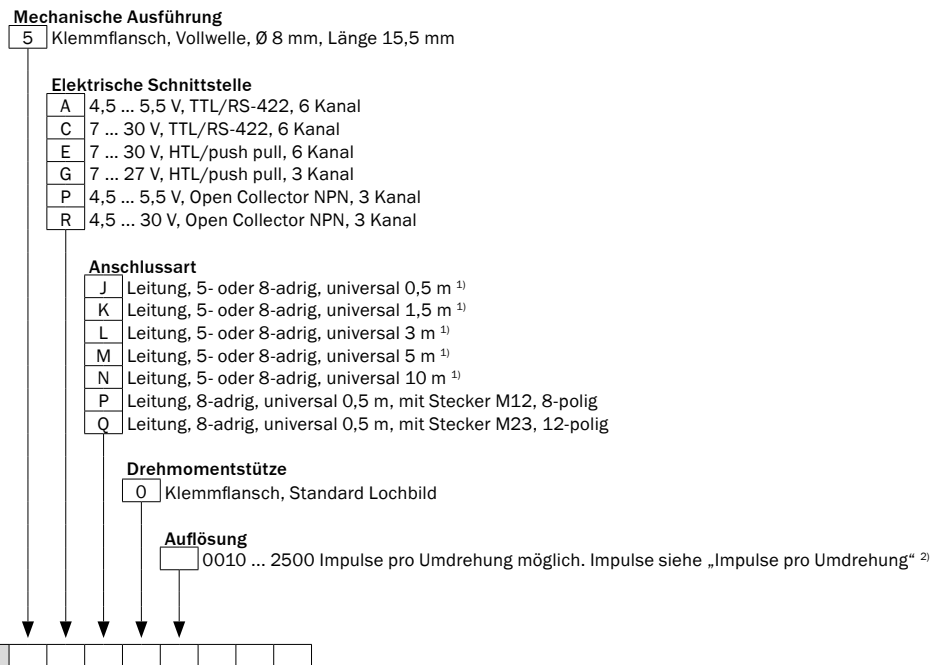 Mechanische Ausführung
5 Klemmflansch, Vollwelle, Ø 8 mm, Länge 15,5 mm
Elektrische Schnittstelle
A 4,5 ... 5,5 V, TTL/RS-422, 6 Kanal
C 7 ... 30 V, TTL/RS-422, 6 Kanal
E 7 ... 30 V, HTL/push pull, 6 Kanal
G 7 ... 27 V, HTL/push pull, 3 Kanal
P 4,5 ... 5,5 V, Open Collector NPN, 3 Kanal
R 4,5 ... 30 V, Open Collector NPN, 3 Kanal
Anschlussart
J Leitung, 5- oder 8-adrig, universal 0,5 m 1)
K Leitung, 5- oder 8-adrig, universal 1,5 m 1)
L Leitung, 5- oder 8-adrig, universal 3 m 1)
M Leitung, 5- oder 8-adrig, universal 5 m 1)
N Leitung, 5- oder 8-adrig, universal 10 m 1)
P Leitung, 8-adrig, universal 0,5 m, mit Stecker M12, 8-polig
Q Leitung, 8-adrig, universal 0,5 m, mit Stecker M23, 12-polig
Drehmomentstütze
0 Klemmflansch, Standard Lochbild
Auflösung
0010 ... 2500 Impulse pro Umdrehung möglich. Impulse siehe „Impulse pro Umdrehung“ 2)